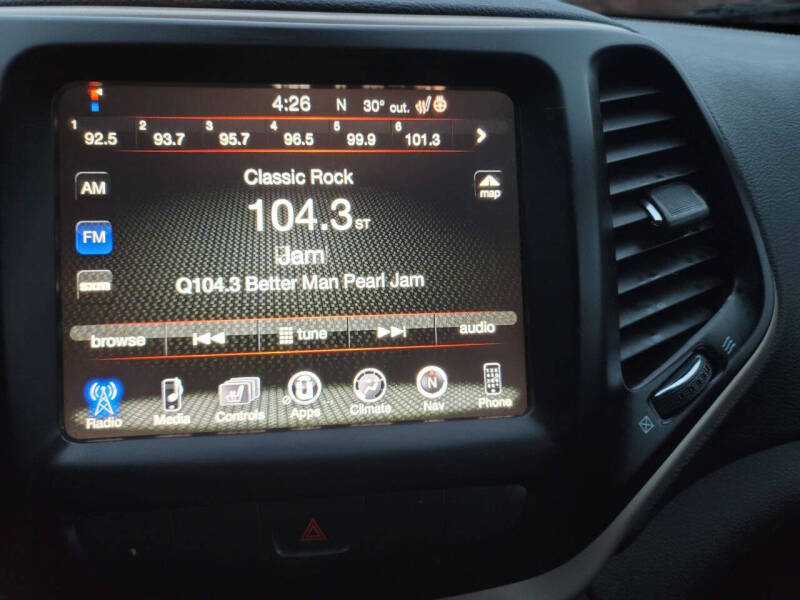 4:26 N 30° out.
1 92.5 2 93.7 3 95.7 4 96.5 5 99.9 6 101.3
Classic Rock
AM
map
104.3 ST
FM
Jam
sxm
Q104.3 Better Man Pearl Jam
browse tune audio
Radio Media Controls Apps Climate Nav Phone